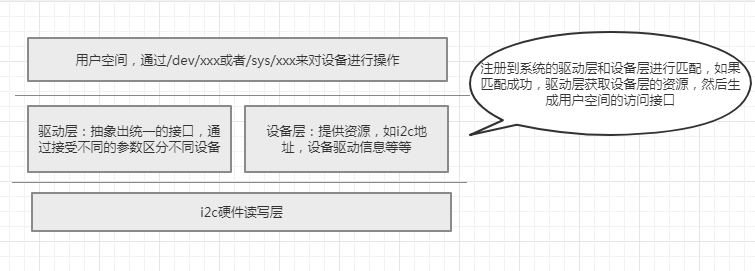 用户空间，通过/dev/xxx或者/sys/xxx来对设备进行操作
注册到系统的驱动层和设备层进行匹配，如果
匹配成功，驱动层获取设备层的资源，然后生
成用户空间的访问接口
驱动层：抽象出统一的接口，通
过接受不同的参数区分不同设备
设备层：提供资源，如i2c地
址，设备驱动信息等等
i2c硬件读写层